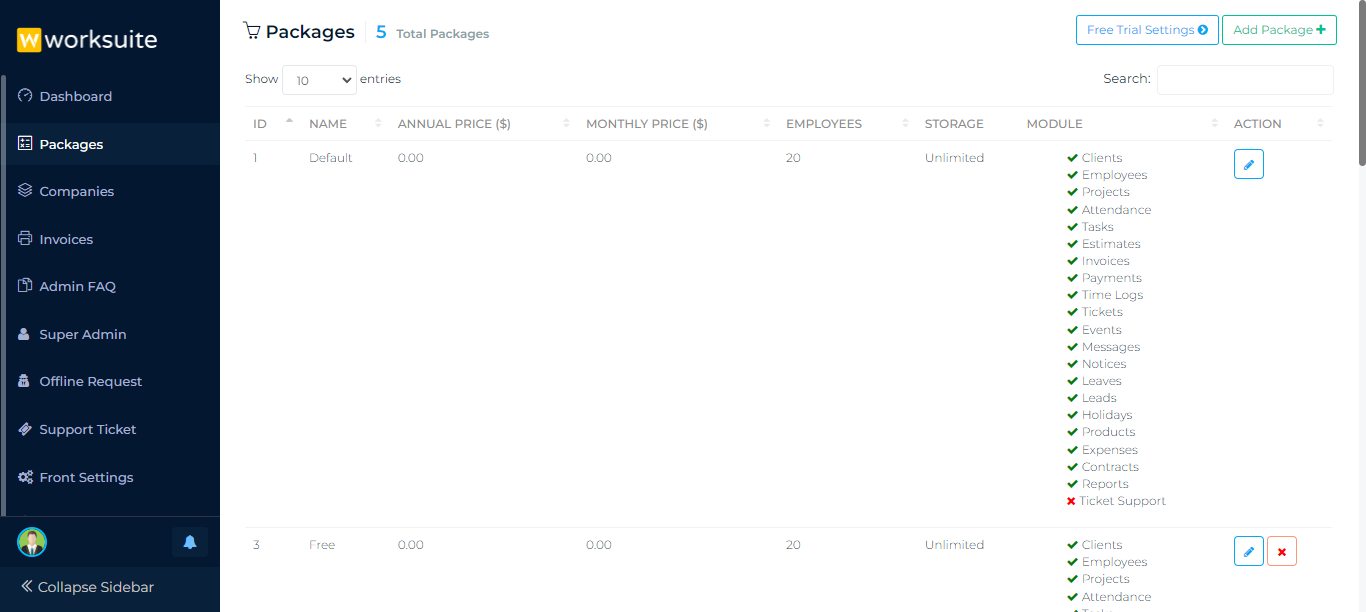 worksuite
Dashboard
Packages
Companies
Invoices
Admin FAQ
Super Admin
Offline Request
Support Ticket
Front Settings
Collapse Sidebar
Packages 5 Total Packages
Free Trial Settings
Add Package
Show 10 entries
Search:
ID NAME ANNUAL PRICE ($) MONTHLY PRICE ($) EMPLOYEES STORAGE MODULE ACTION
1 Default 0.00 0.00 20 Unlimited Clients
Employees
Projects
Attendance
Tasks
Estimates
Invoices
Payments
Time Logs
Tickets
Events
Messages
Notices
Leaves
Leads
Holidays
Products
Expenses
Contracts
Reports
Ticket Support
3 Free 0.00 0.00 20 Unlimited Clients
Employees
Projects
Attendance